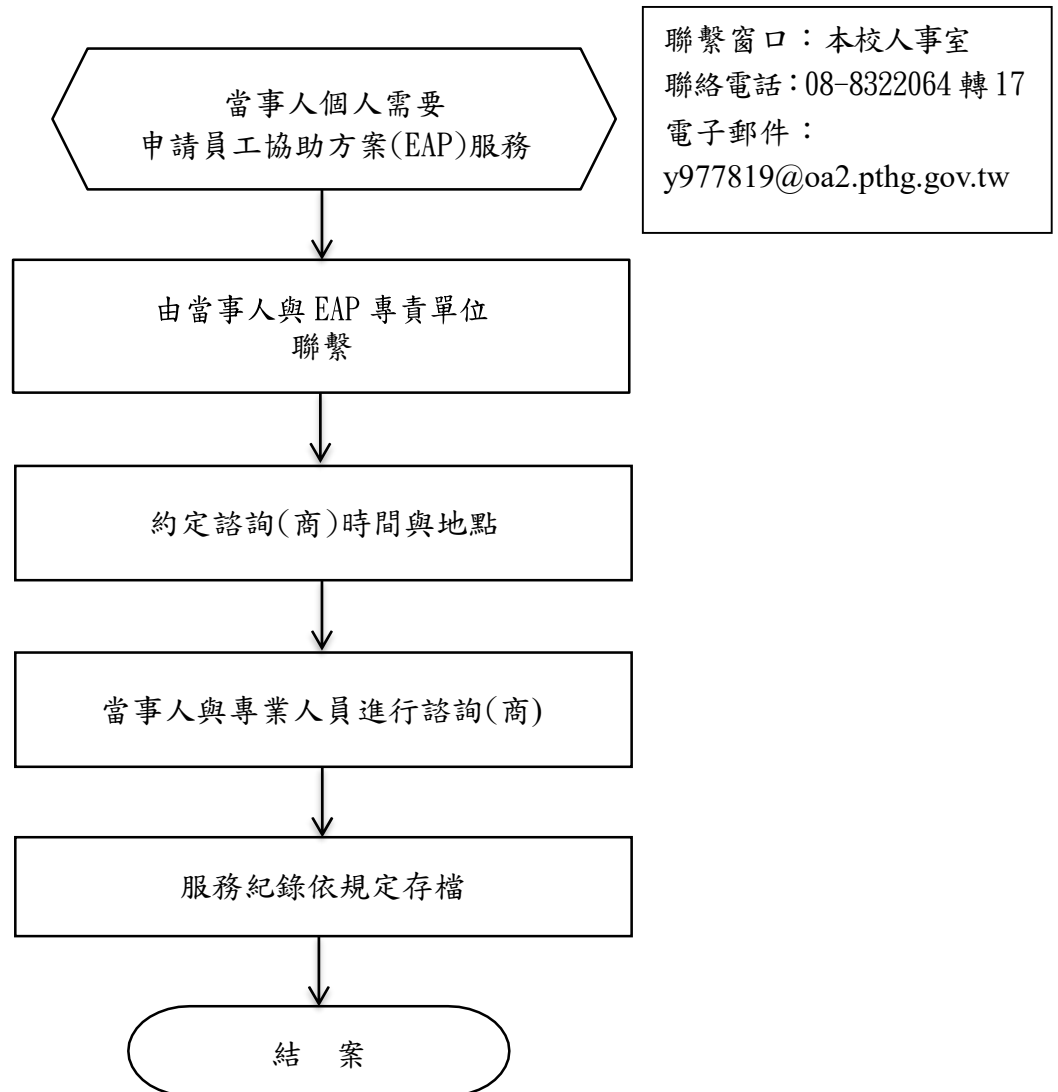 當事人個人需要
申請員工協助方案(EAP)服務
聯繫窗口：本校人事室
聯絡電話：08-8322064 轉 17
電子郵件：
y977819@oa2.pthg.gov.tw
由當事人與 EAP 專責單位
聯繫
約定諮詢(商)時間與地點
當事人與專業人員進行諮詢(商)
服務紀錄依規定存檔
結　案